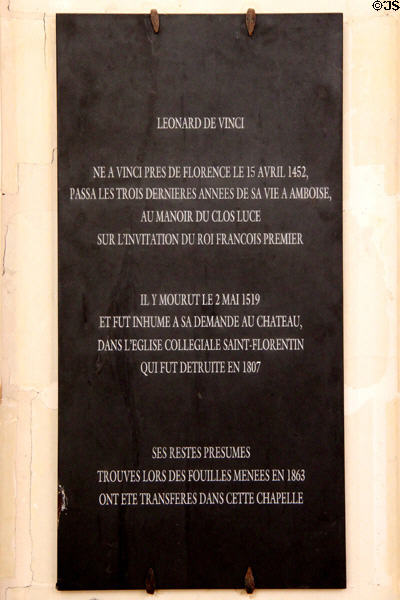 ©JS
LEONARD DE VINCI
NE A VINCI PRES DE FLORENCE LE 15 AVRIL 1452,
PASSA LES TROIS DERNIERES ANNEES DE SA VIE A AMBOISE,
AU MANOIR DU CLOS LUCE
SUR L'INVITATION DU ROI FRANCOIS PREMIER
IL Y MOURUT LE 2 MAI 1519
ET FUT INHUME A SA DEMANDE AU CHATEAU,
DANS L'EGLISE COLLEGIALE SAINT-FLORENTIN
QUI FUT DETRUITE EN 1807
SES RESTES PRESUMES
TROUVES LORS DES FOUILLES MENEES EN 1863
ONT ETE TRANSFERES DANS CETTE CHAPELLE